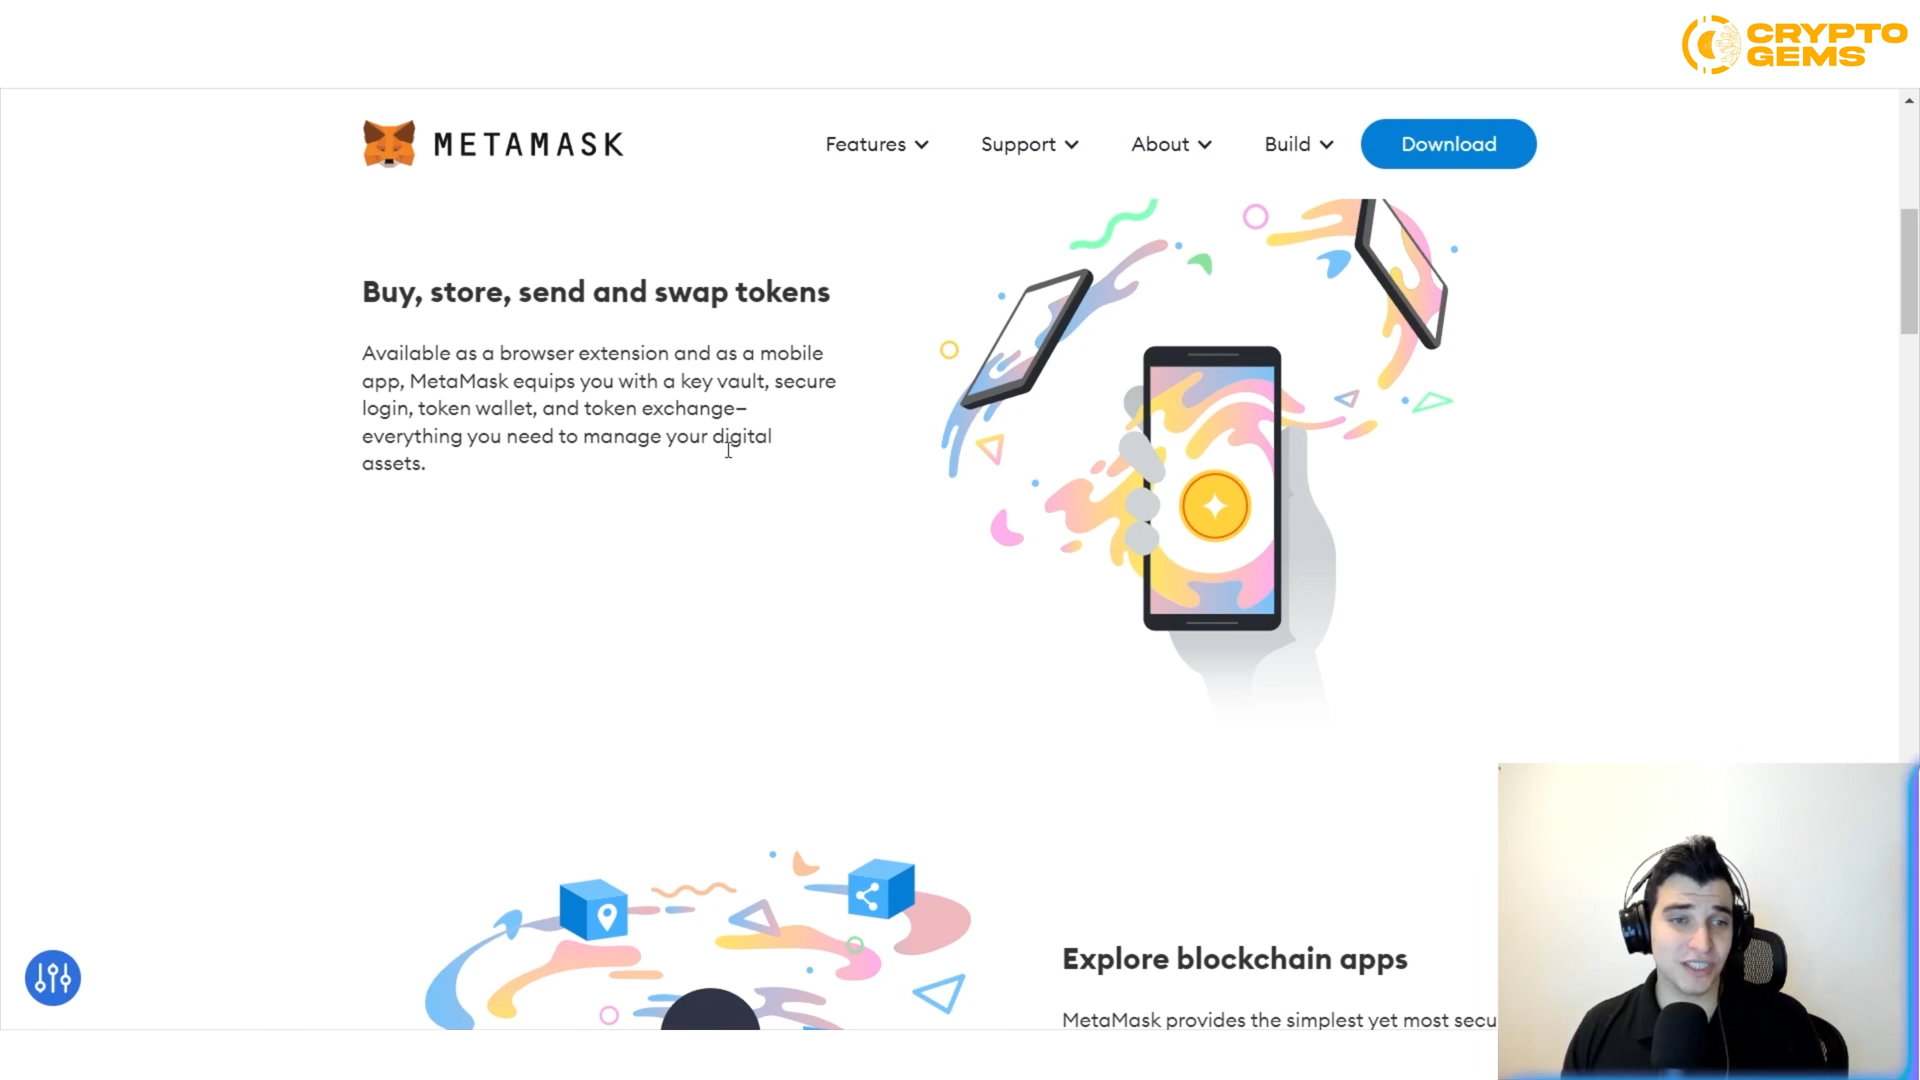 CRYPTO
GEMS
METAMASK
Features
Support
About
Build
Download
Buy, store, send and swap tokens
Available as a browser extension and as a mobile
app, MetaMask equips you with a key vault, secure
login, token wallet, and token exchange–
everything you need to manage your digital
assets.
Explore blockchain apps
MetaMask provides the simplest yet most secu